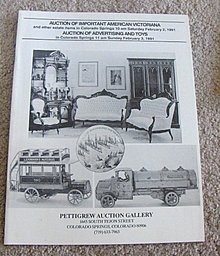 AUCTION OF IMPORTANT AMERICAN VICTORIANA
and other estate items in Colorado Springs 10 am Saturday February 2, 1991
AUCTION OF ADVERTISING AND TOYS
in Colorado Springs 11 am Sunday February 3, 1991
PETTIGREW AUCTION GALLERY
1645 SOUTH TEJON STREET
COLORADO SPRINGS, COLORADO 80906
(719) 633-7963